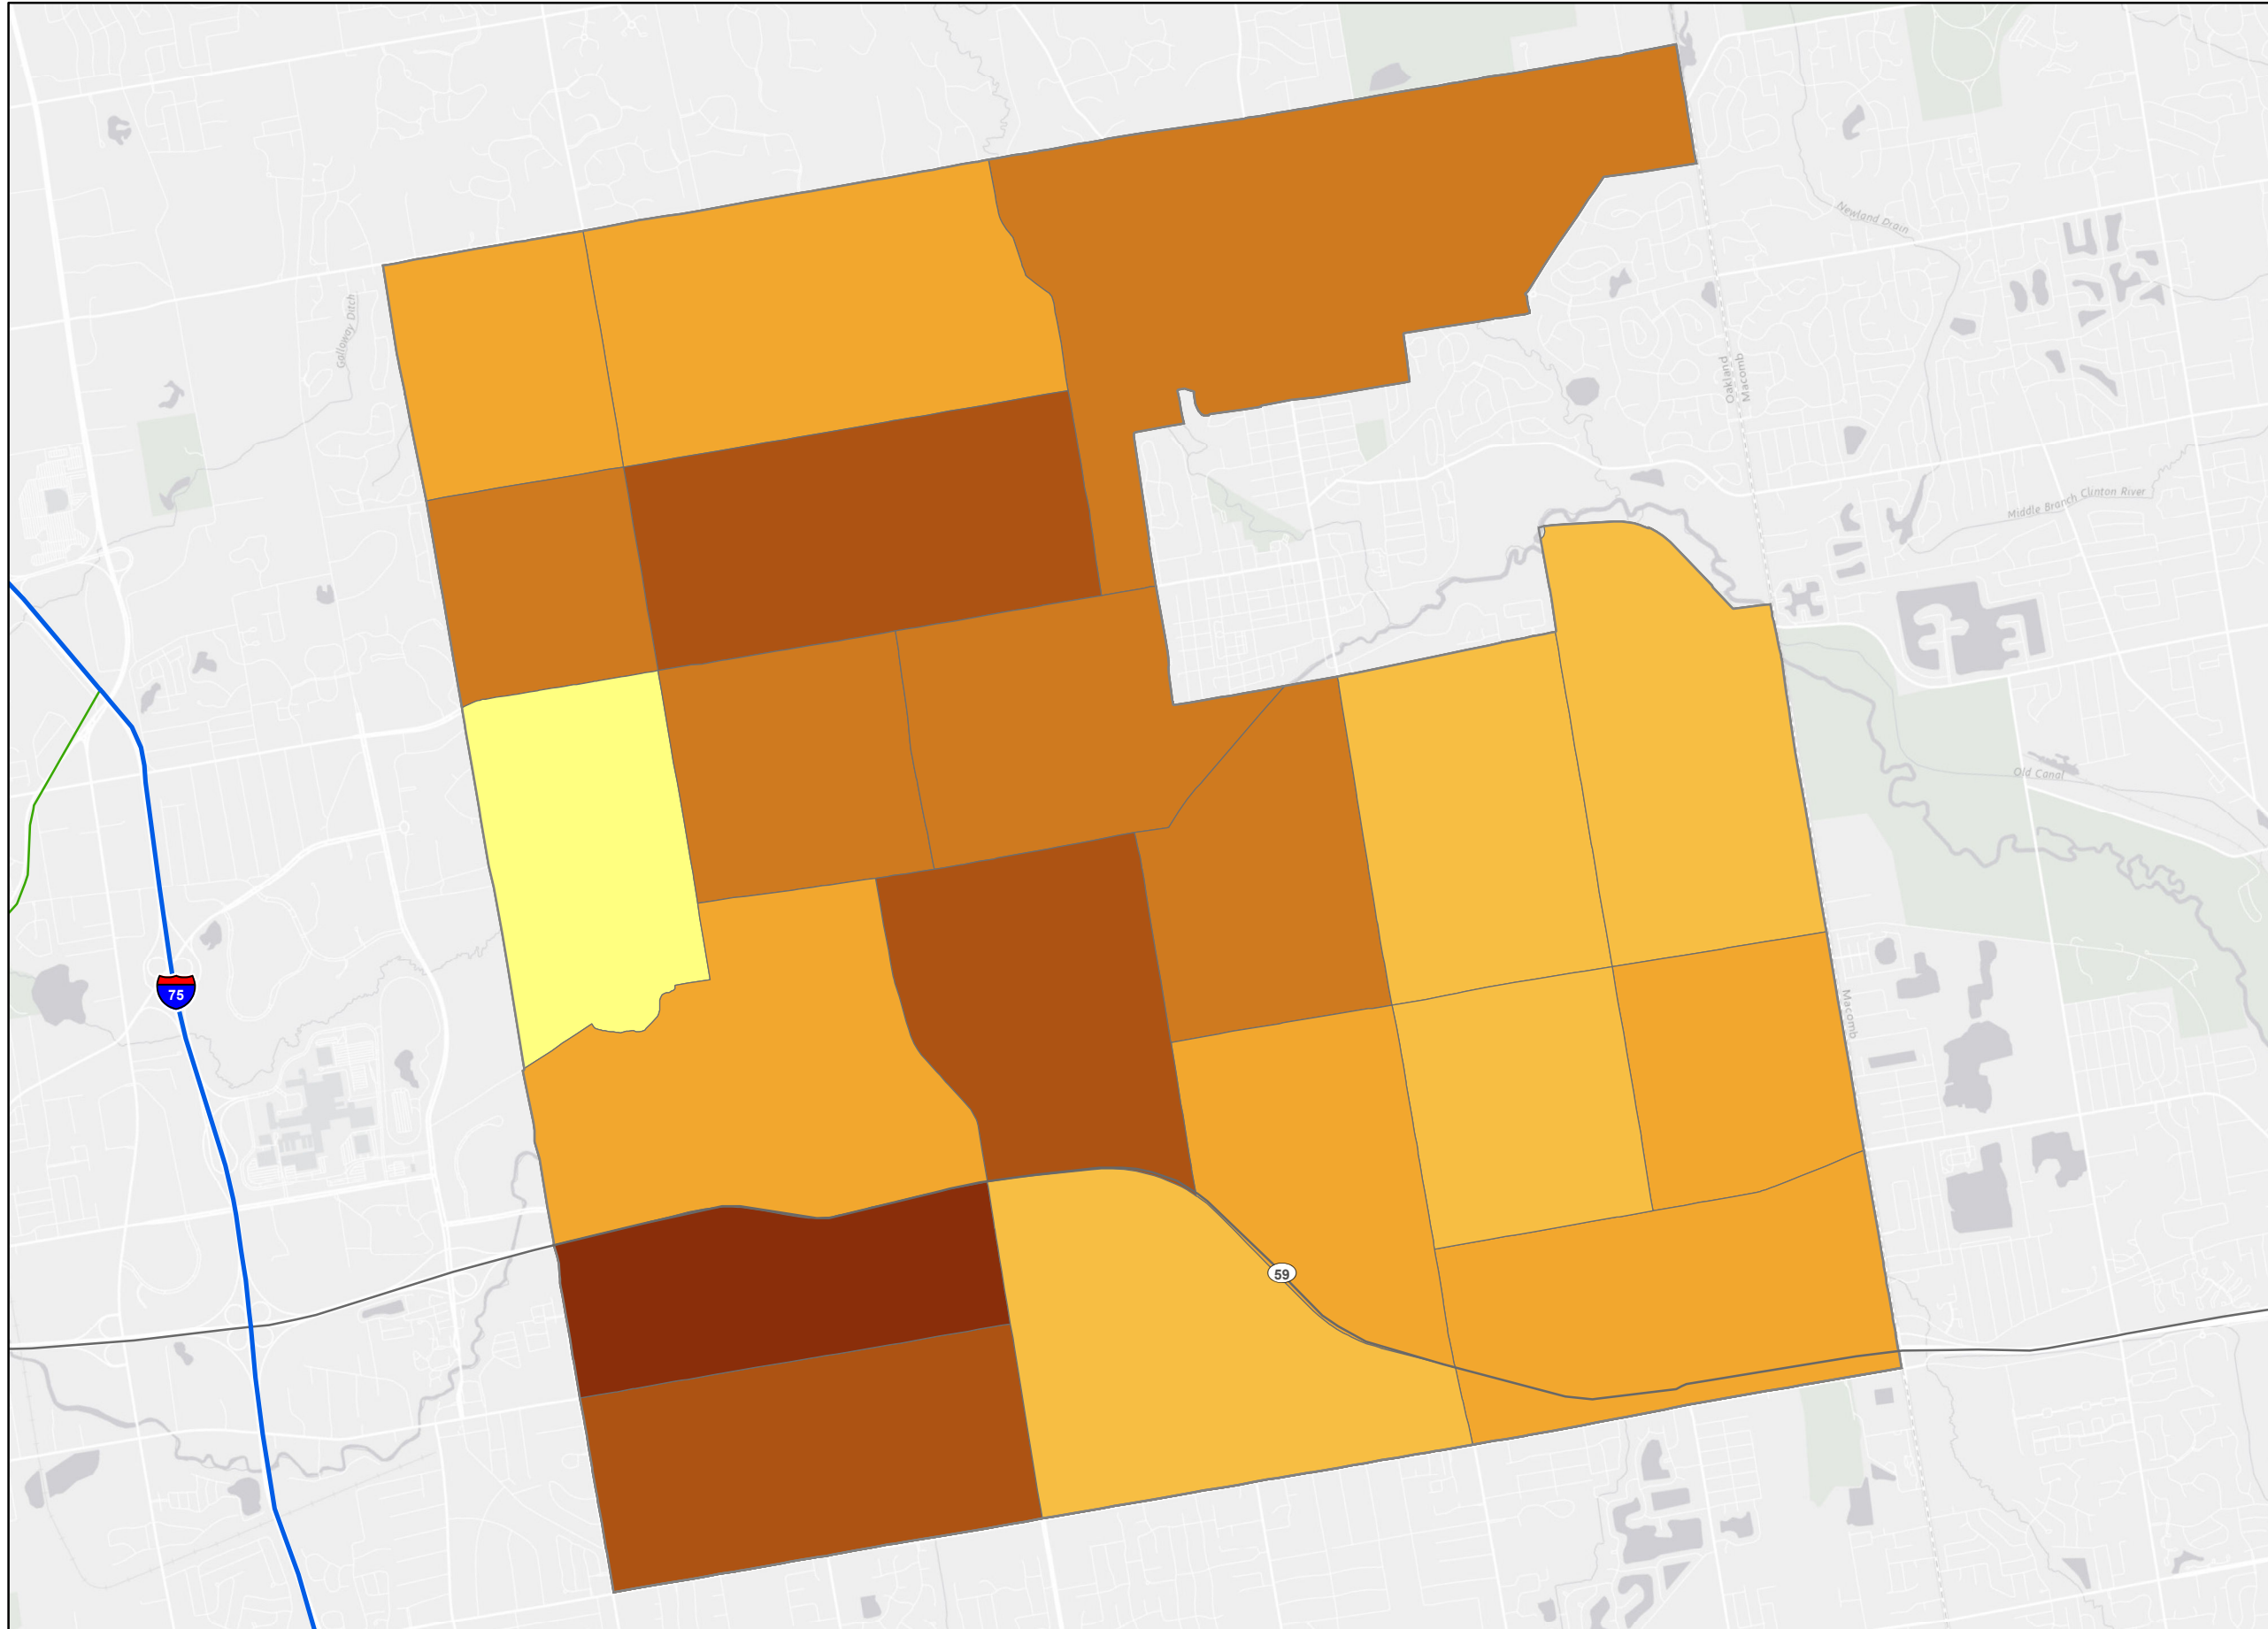 Newland Drain
Galloway Ditch
Oakland
Macomb
Middle Branch Clinton River
Old Canal
75
Macomb
59